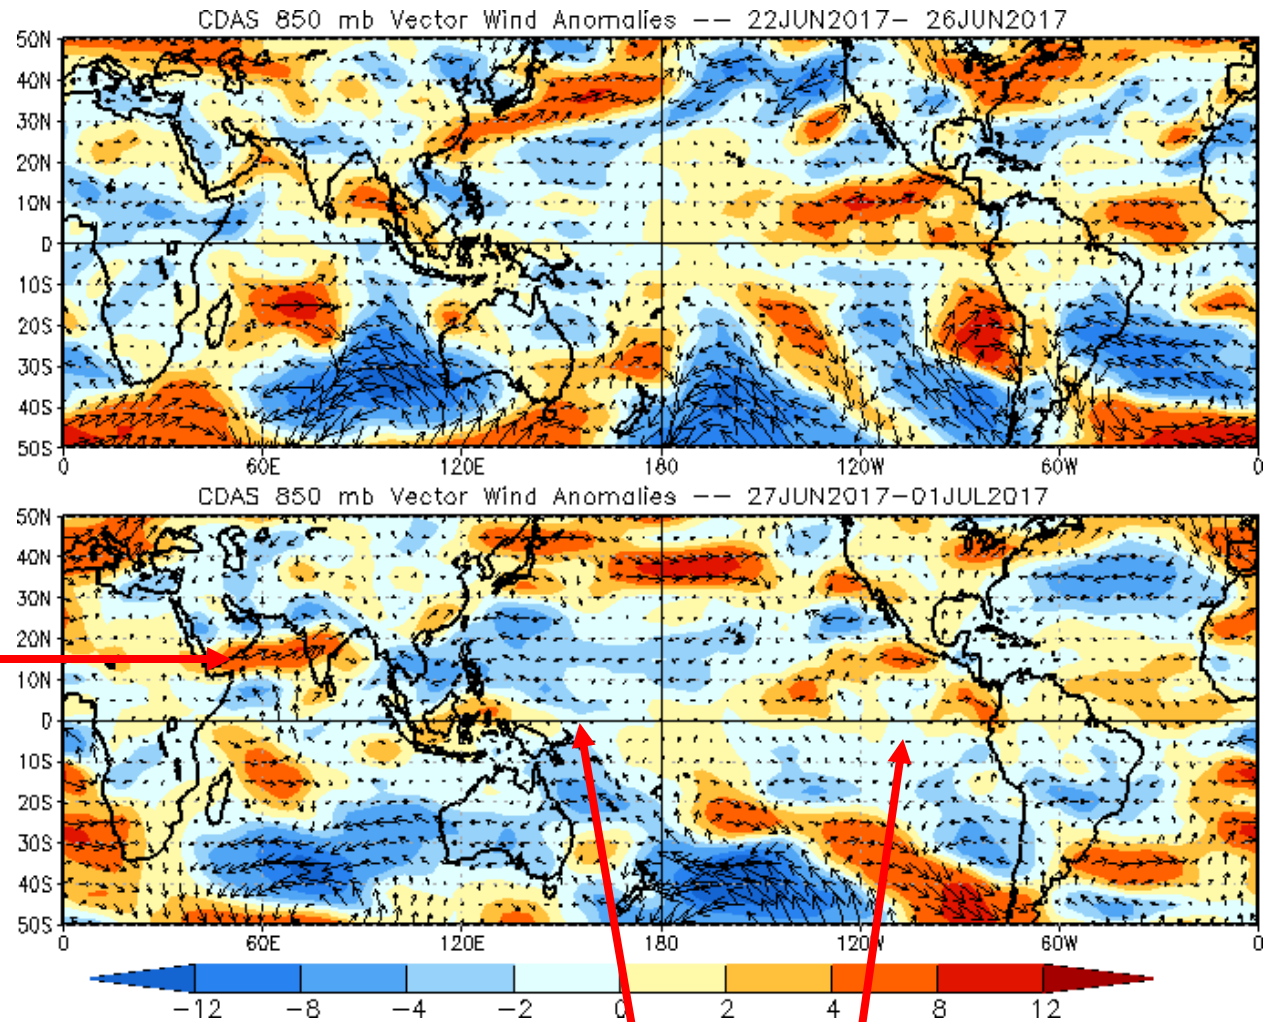 CDAS 850 mb Vector Wind Anomalies -- 22JUN2017- 26JUN2017
50N
40N
30N
20N
10N
0
10S
20S
30S
40S
50S
0 60E 120E 180 120W 60W 0
CDAS 850 mb Vector Wind Anomalies -- 27JUN2017-01JUL2017
50N
40N
30N
20N
10N
0
10S
20S
30S
40S
50S
0 60E 120E 180 120W 60W 0
-12 -8 -4 -2 0 2 4 8 12